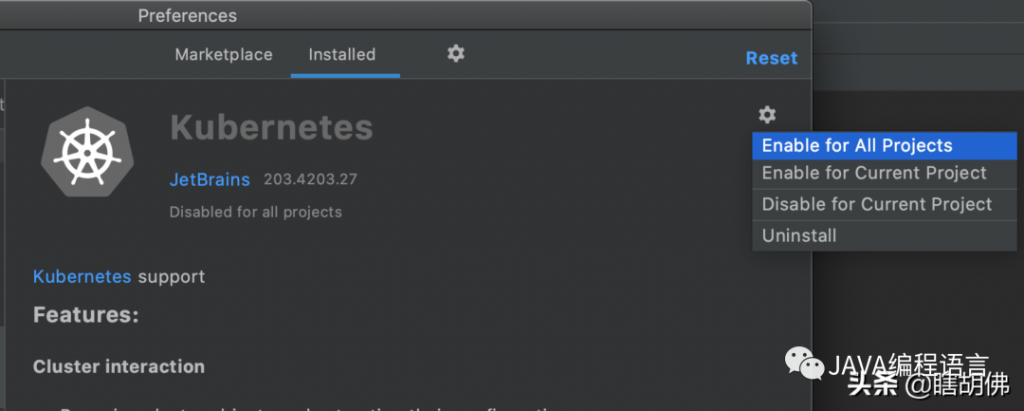 Preferences
Marketplace Installed
Reset
Kubernetes
JetBrains 203.4203.27
Disabled for all projects
Enable for All Projects
Enable for Current Project
Disable for Current Project
Uninstall
Kubernetes support
Features:
Cluster interaction
JAVA编程语言
头条 @瞎胡佛